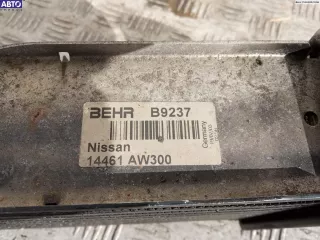 АВТО
BEHR B9237
Nissan
14461 AW300
Germany